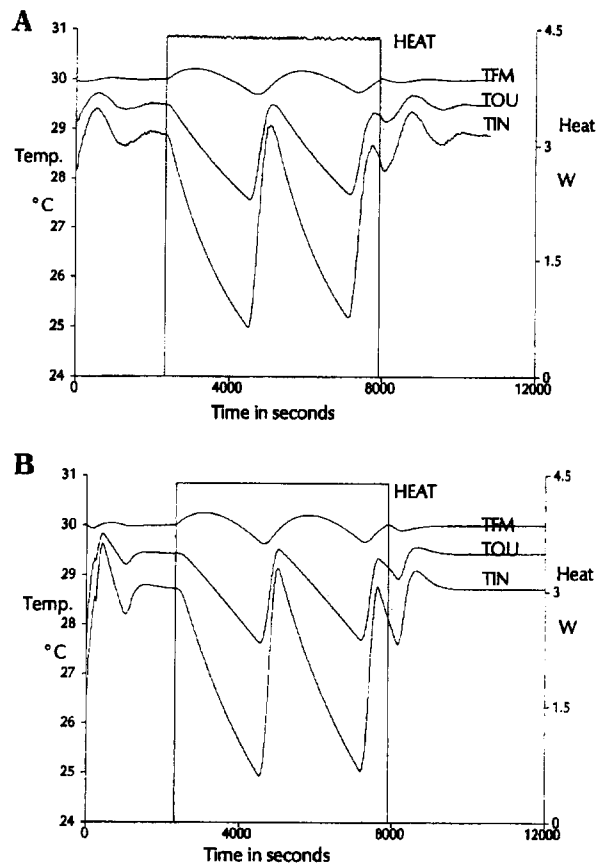 A
31
30
29
28
27
26
25
24
Temp.
°C
HEAT
TFM
TOU
TIN
4.5
3
1.5
0
Heat
W
0
4000
8000
12000
Time in seconds
B
31
30
29
28
27
26
25
24
Temp.
°C
HEAT
TFM
TOU
TIN
4.5
3
1.5
0
Heat
W
0
4000
8000
12000
Time in seconds